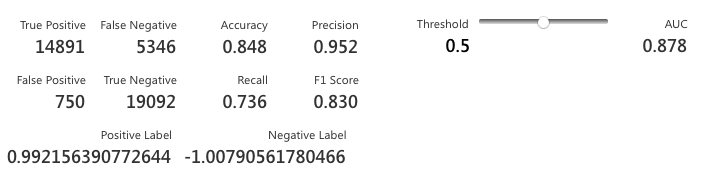 True Positive False Negative Accuracy Precision Threshold AUC
14891 5346 0.848 0.952 0.5 0.878
False Positive True Negative Recall F1 Score
750 19092 0.736 0.830
Positive Label Negative Label
0.992156390772644 -1.00790561780466